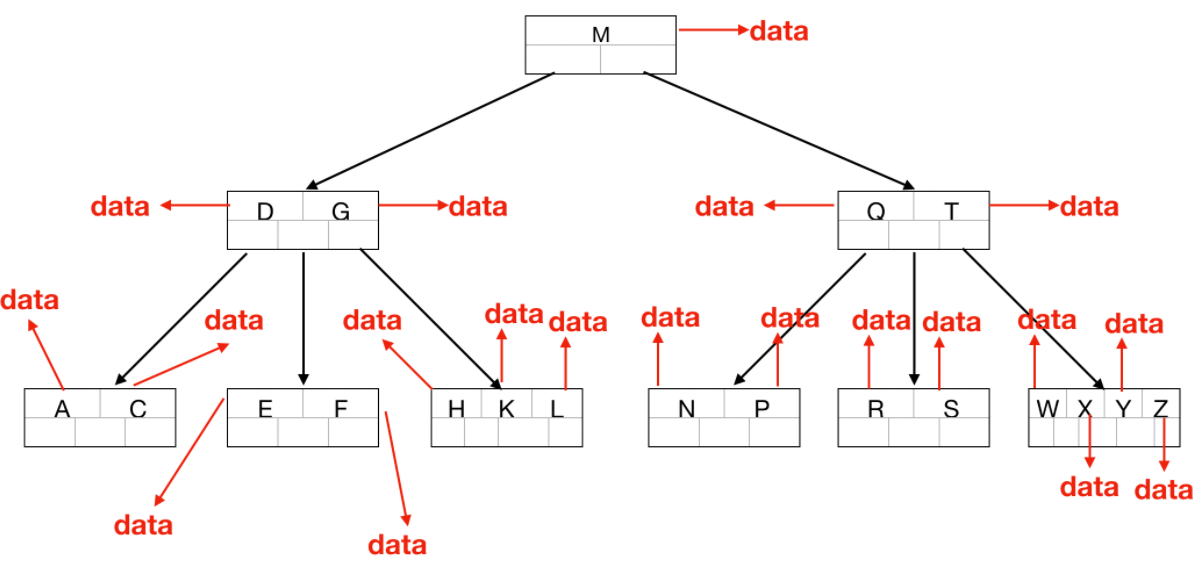 M data
data D G data data Q T data
data data data data data data data data data data data
A C E F H K L N P R S W X Y Z
data data
data
data